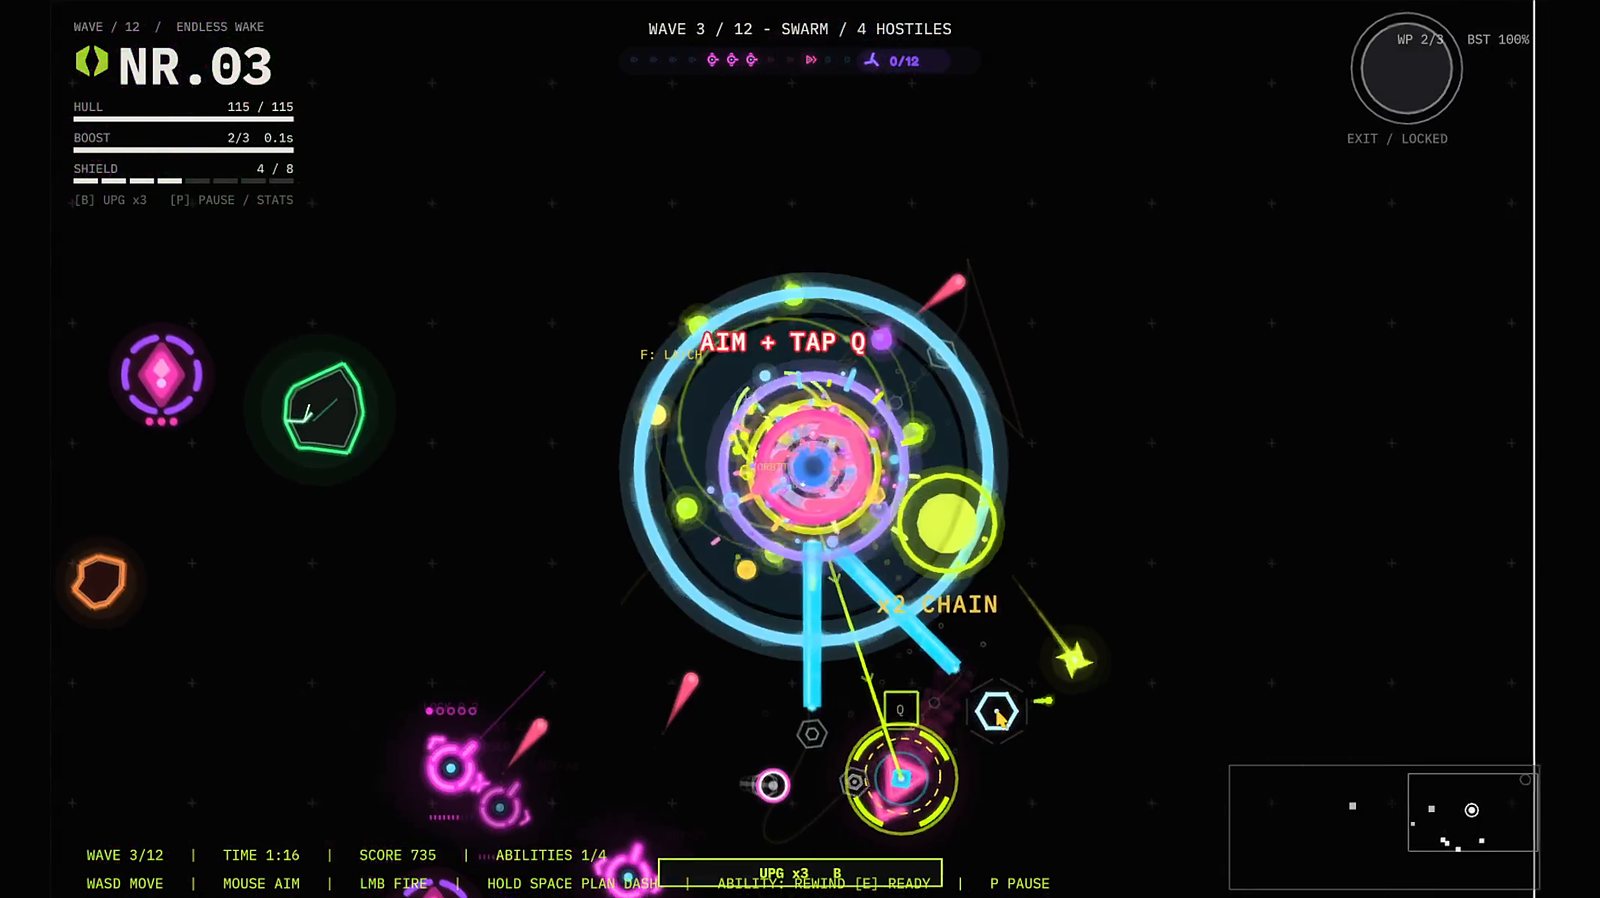 WAVE / 12 / ENDLESS WAKE
NR.03
HULL 115 / 115
BOOST 2/3 0.1s
SHIELD 4 / 8
[B] UPG x3 [P] PAUSE / STATS
WAVE 3 / 12 - SWARM / 4 HOSTILES
0/12
WP 2/3 BST 100%
EXIT / LOCKED
AIM + TAP Q
F: LATCH
ORBIT
x2 CHAIN
Q
WAVE 3/12 | TIME 1:16 | SCORE 735 | ABILITIES 1/4
UPG x3 B
WASD MOVE | MOUSE AIM | LMB FIRE | HOLD SPACE PLAN DASH | ABILITY: REWIND [E] READY | P PAUSE